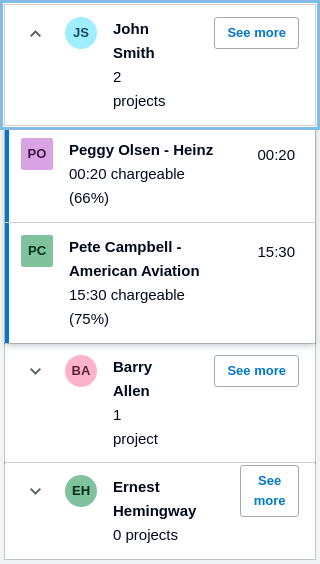 JS
John
Smith
2
projects
See more
PO
Peggy Olsen - Heinz
00:20 chargeable
(66%)
00:20
PC
Pete Campbell -
American Aviation
15:30 chargeable
(75%)
15:30
BA
Barry
Allen
1
project
See more
EH
Ernest
Hemingway
0 projects
See
more